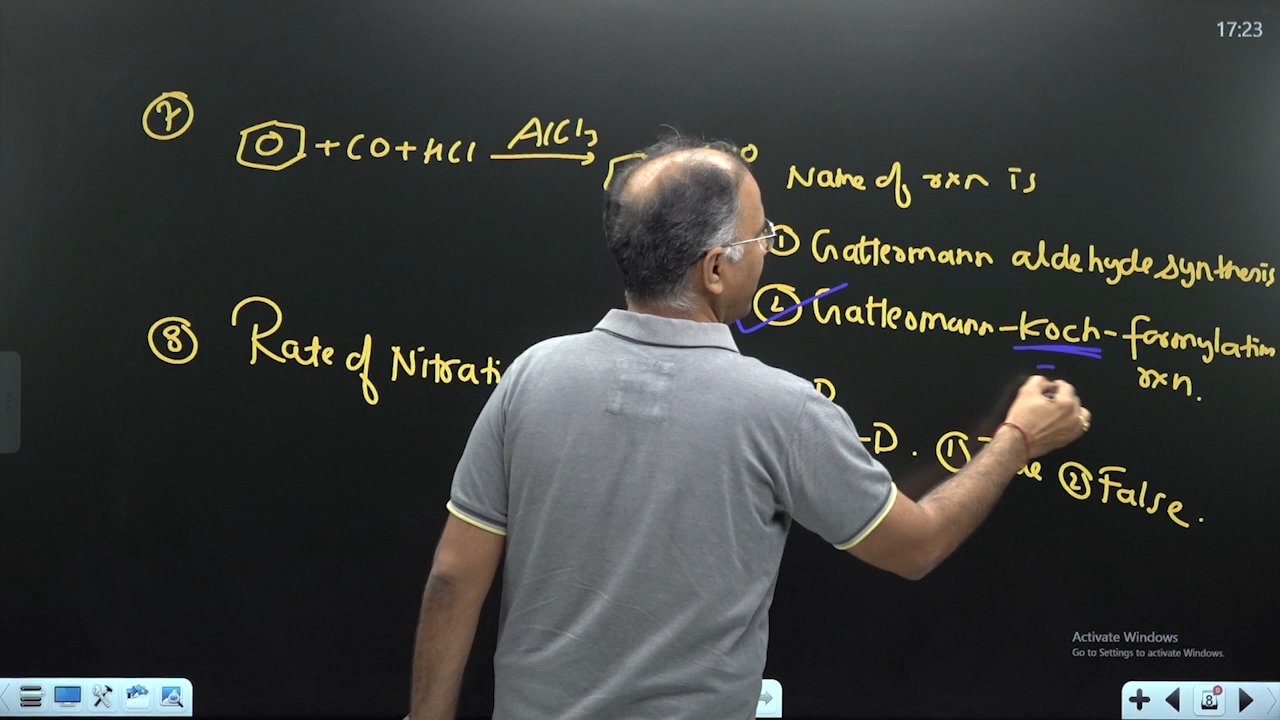 17:23
7 + CO + HCl AlCl3
Name of rxn is
① Gattermann aldehyde synthesis
② Gattermann-Koch-formylation
rxn.
8 Rate of Nitrati
D
-D. ① ② False.
Activate Windows
Go to Settings to activate Windows.
8